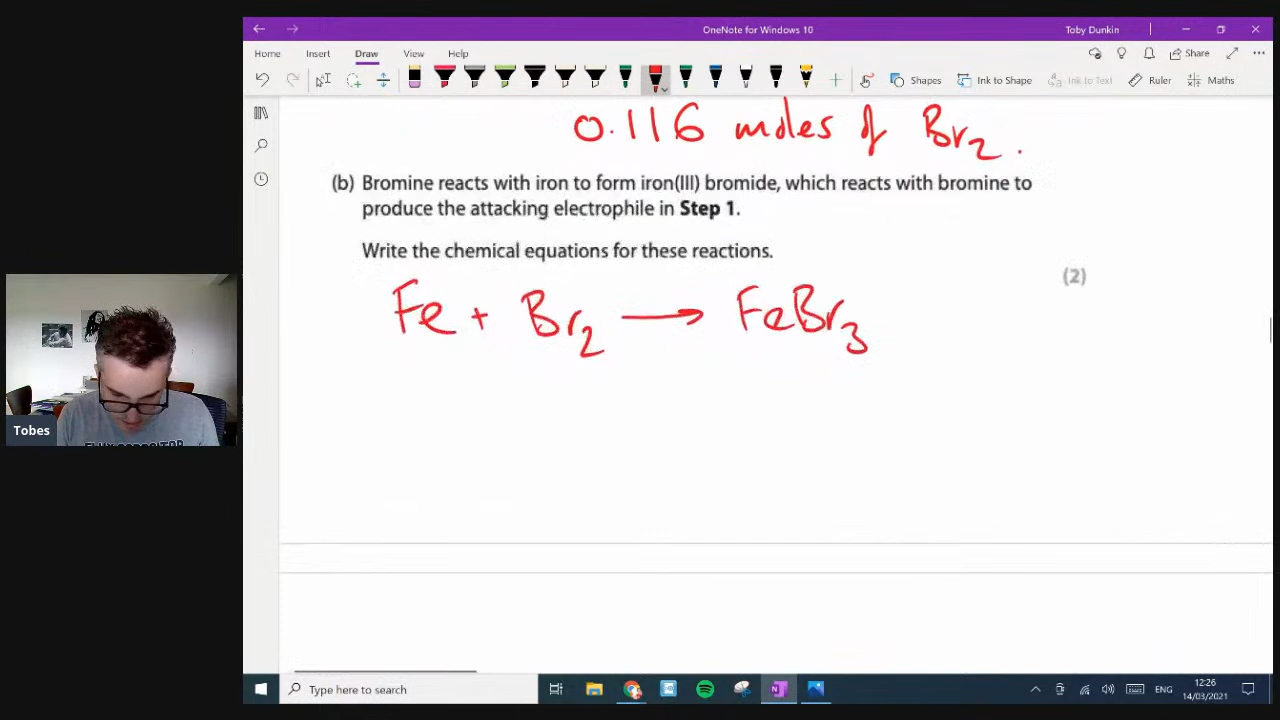 OneNote for Windows 10
Toby Dunkin
Home Insert Draw View Help
Share
Shapes Ink to Shape Ink to Text Ruler Maths
0.116 moles of Br2.
(b) Bromine reacts with iron to form iron(III) bromide, which reacts with bromine to
produce the attacking electrophile in Step 1.
Write the chemical equations for these reactions.
(2)
Fe + Br2 → FeBr3
Tobes
Type here to search
ENG
12:26
14/03/2021